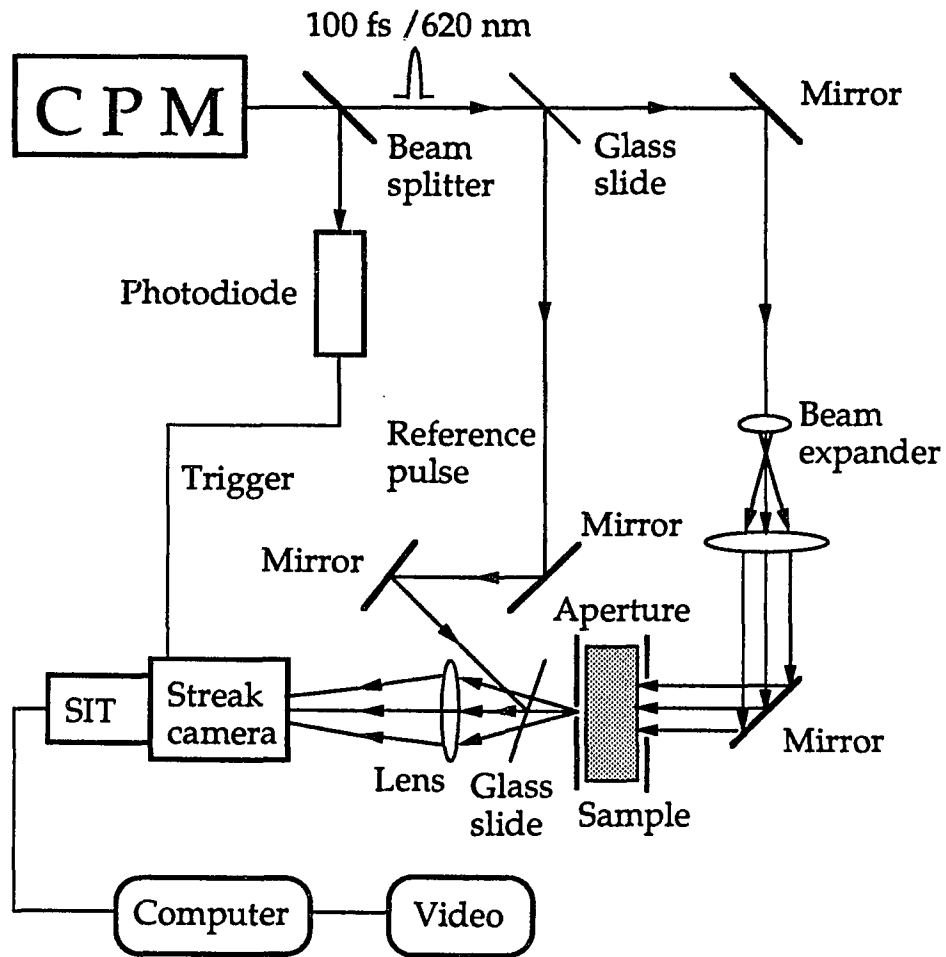 100 fs /620 nm
CPM
Mirror
Beam
splitter
Glass
slide
Photodiode
Beam
expander
Reference
pulse
Trigger
Mirror
Mirror
Aperture
SIT
Streak
camera
Lens
Glass
slide
Sample
Mirror
Computer
Video